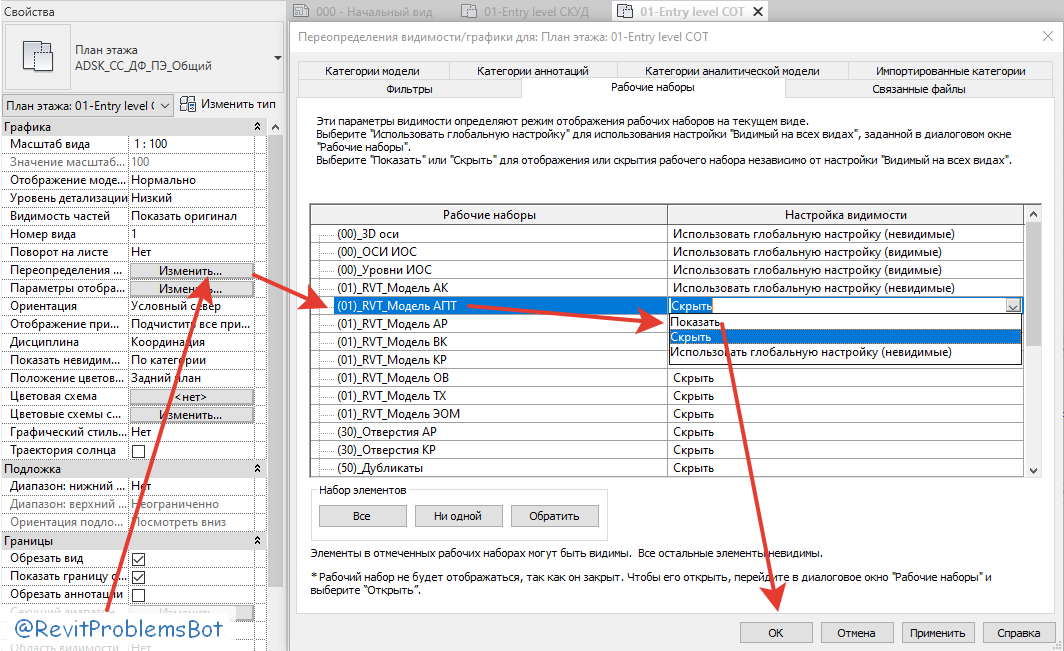 Свойства
000 - Начальный вид
01-Entry level СКУД
01-Entry level СОТ
План этажа
ADSK_СС_ДФ_ПЭ_Общий
План этажа: 01-Entry level
Изменить тип
Графика
Масштаб вида 1 : 100
Значение масштаб... 100
Отображение моде... Нормально
Уровень детализации Низкий
Видимость частей Показать оригинал
Номер вида 1
Поворот на листе Нет
Переопределения ... Изменить...
Параметры отобра... Изменить...
Ориентация Условный север
Отображение при... Подчистить все при...
Дисциплина Координация
Показать невидим... По категории
Положение цветов... Задний план
Цветовая схема <нет>
Цветовые схемы с... Изменить...
Графический стиль... Нет
Траектория солнца
Подложка
Диапазон: нижний ... Нет
Диапазон: верхний ... Неограниченно
Ориентация подло... Посмотреть вниз
Границы
Обрезать вид
Показать границу о...
Обрезать аннотации
Секущий диапазон Изменить...
@RevitProblemsBot
Область видимости Нет
Переопределения видимости/графики для: План этажа: 01-Entry level СОТ
Категории модели
Категории аннотаций
Категории аналитической модели
Импортированные категории
Фильтры
Рабочие наборы
Связанные файлы
Эти параметры видимости определяют режим отображения рабочих наборов на текущем виде.
Выберите "Использовать глобальную настройку" для использования настройки "Видимый на всех видах", заданной в диалоговом окне
"Рабочие наборы".
Выберите "Показать" или "Скрыть" для отображения или скрытия рабочего набора независимо от настройки "Видимый на всех видах".
Рабочие наборы Настройка видимости
(00)_3D оси Использовать глобальную настройку (невидимые)
(00)_ОСИ ИОС Использовать глобальную настройку (видимые)
(00)_Уровни ИОС Использовать глобальную настройку (видимые)
(01)_RVT_Модель АК Использовать глобальную настройку (невидимые)
(01)_RVT_Модель АПТ Скрыть
(01)_RVT_Модель АР Показать
(01)_RVT_Модель ВК Скрыть
(01)_RVT_Модель КР Использовать глобальную настройку (невидимые)
(01)_RVT_Модель ОВ Скрыть
(01)_RVT_Модель ТХ Скрыть
(01)_RVT_Модель ЭОМ Скрыть
(30)_Отверстия АР Скрыть
(30)_Отверстия КР Скрыть
(50)_Дубликаты Скрыть
Набор элементов
Все Ни одной Обратить
Элементы в отмеченных рабочих наборах могут быть видимы. Все остальные элементы невидимы.
* Рабочий набор не будет отображаться, так как он закрыт. Чтобы его открыть, перейдите в диалоговое окно "Рабочие наборы" и
выберите "Открыть".
ОК Отмена Применить Справка